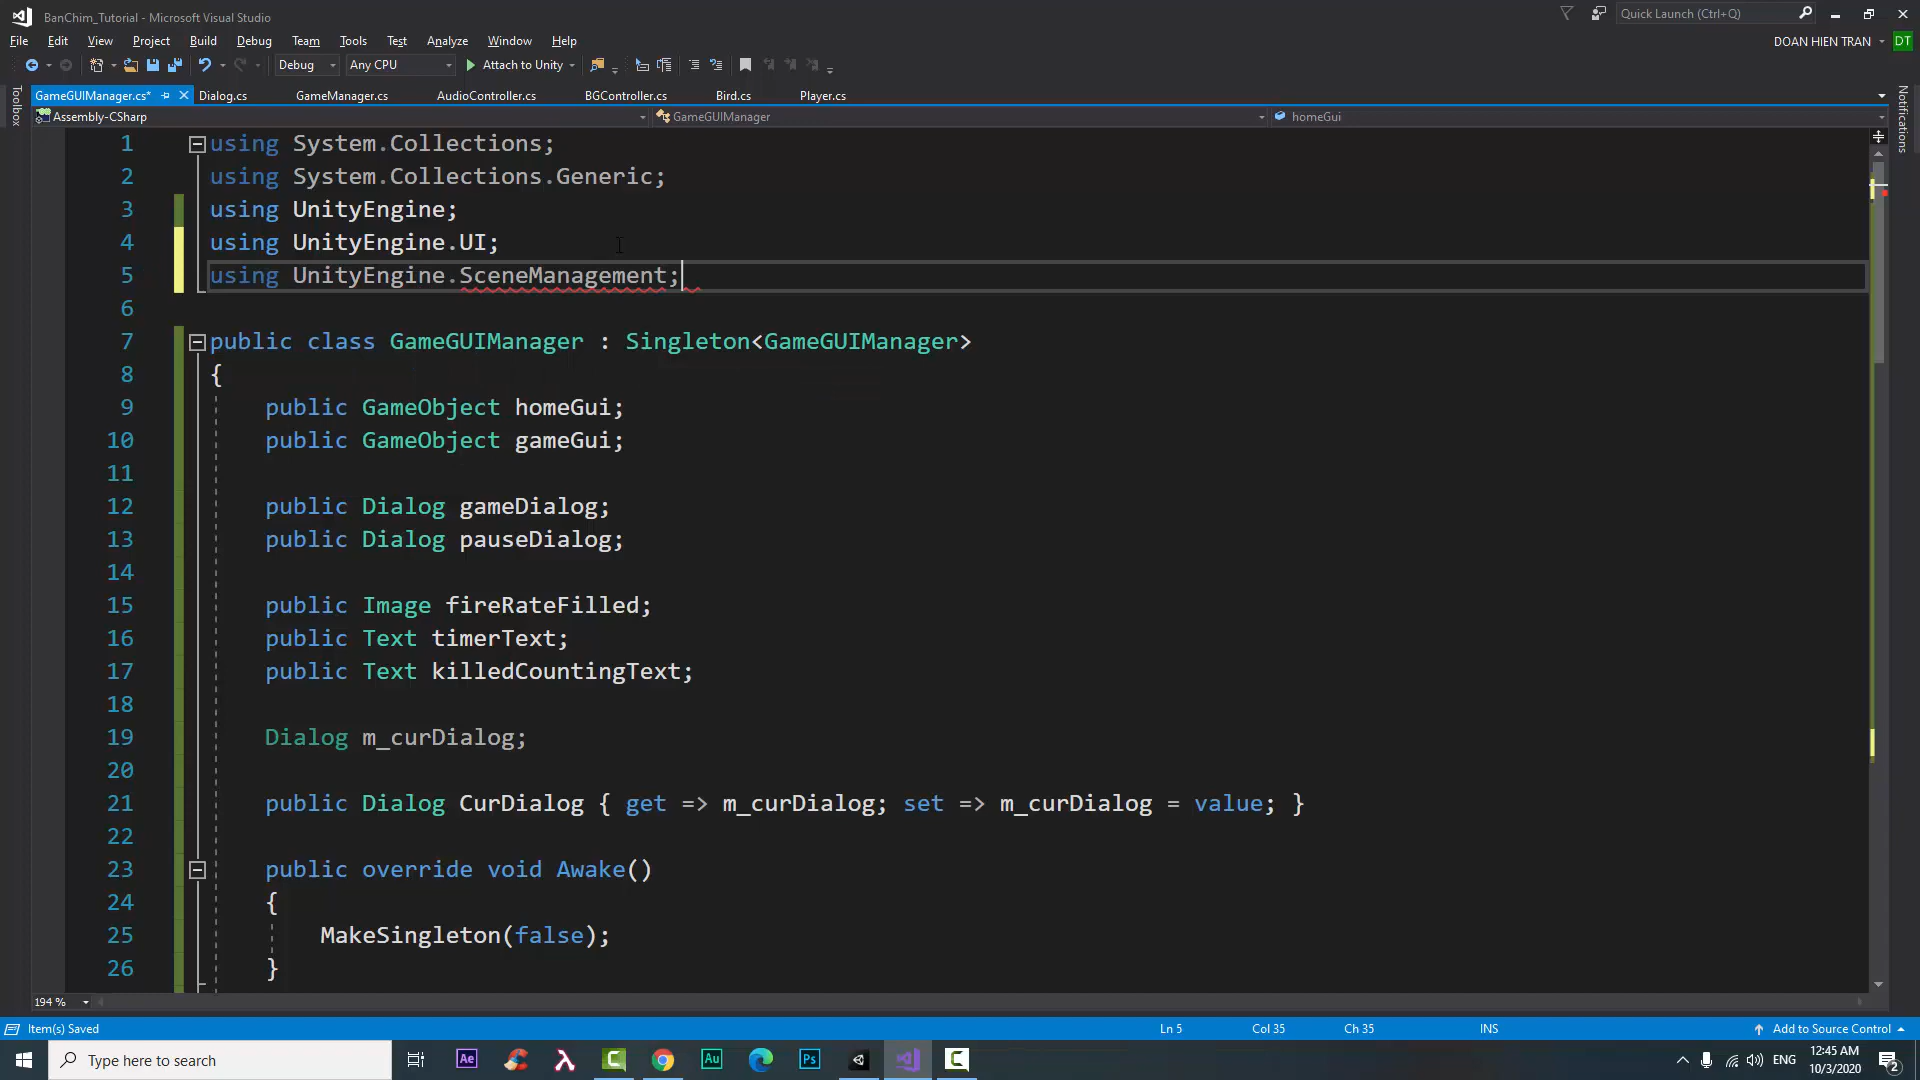 BanChim_Tutorial - Microsoft Visual Studio
Quick Launch (Ctrl+Q)
File Edit View Project Build Debug Team Tools Test Analyze Window Help
DOAN HIEN TRAN DT
Debug Any CPU Attach to Unity
GameGUIManager.cs* Dialog.cs GameManager.cs AudioController.cs BGController.cs Bird.cs Player.cs
Toolbox
Notifications
Assembly-CSharp GameGUIManager homeGui
1 using System.Collections;
2 using System.Collections.Generic;
3 using UnityEngine;
4 using UnityEngine.UI;
5 using UnityEngine.SceneManagement;
6
7 public class GameGUIManager : Singleton<GameGUIManager>
8 {
9 public GameObject homeGui;
10 public GameObject gameGui;
11
12 public Dialog gameDialog;
13 public Dialog pauseDialog;
14
15 public Image fireRateFilled;
16 public Text timerText;
17 public Text killedCountingText;
18
19 Dialog m_curDialog;
20
21 public Dialog CurDialog { get => m_curDialog; set => m_curDialog = value; }
22
23 public override void Awake()
24 {
25 MakeSingleton(false);
26 }
194 %
Item(s) Saved Ln 5 Col 35 Ch 35 INS Add to Source Control
Type here to search Ae Au Ps ENG 12:45 AM
10/3/2020 2